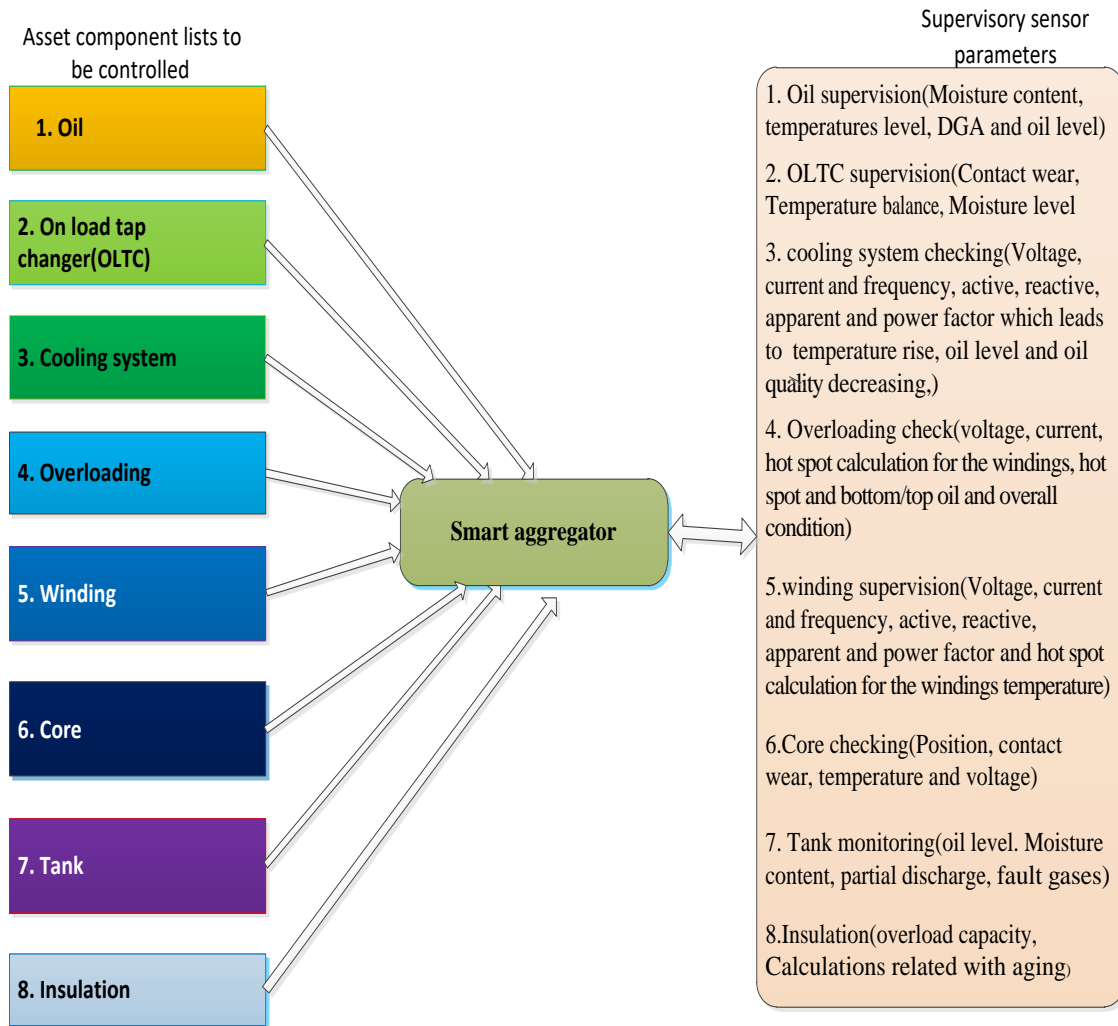 Asset component lists to
be controlled
1. Oil
2. On load tap
changer(OLTC)
3. Cooling system
4. Overloading
5. Winding
6. Core
7. Tank
8. Insulation
Smart aggregator
Supervisory sensor
parameters
1. Oil supervision(Moisture content,
temperatures level, DGA and oil level)
2. OLTC supervision(Contact wear,
Temperature balance, Moisture level
3. cooling system checking(Voltage,
current and frequency, active, reactive,
apparent and power factor which leads
to temperature rise, oil level and oil
quality decreasing,)
4. Overloading check(voltage, current,
hot spot calculation for the windings, hot
spot and bottom/top oil and overall
condition)
5.winding supervision(Voltage, current
and frequency, active, reactive,
apparent and power factor and hot spot
calculation for the windings temperature)
6.Core checking(Position, contact
wear, temperature and voltage)
7. Tank monitoring(oil level. Moisture
content, partial discharge, fault gases)
8.Insulation(overload capacity,
Calculations related with aging)